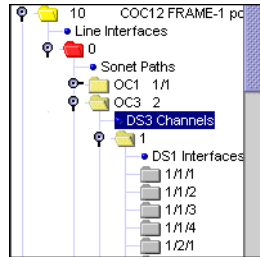 10 COC12 FRAME-1 po
Line Interfaces
0
Sonet Paths
OC1 1/1
OC3 2
DS3 Channels
1
DS1 Interfaces
1/1/1
1/1/2
1/1/3
1/1/4
1/2/1